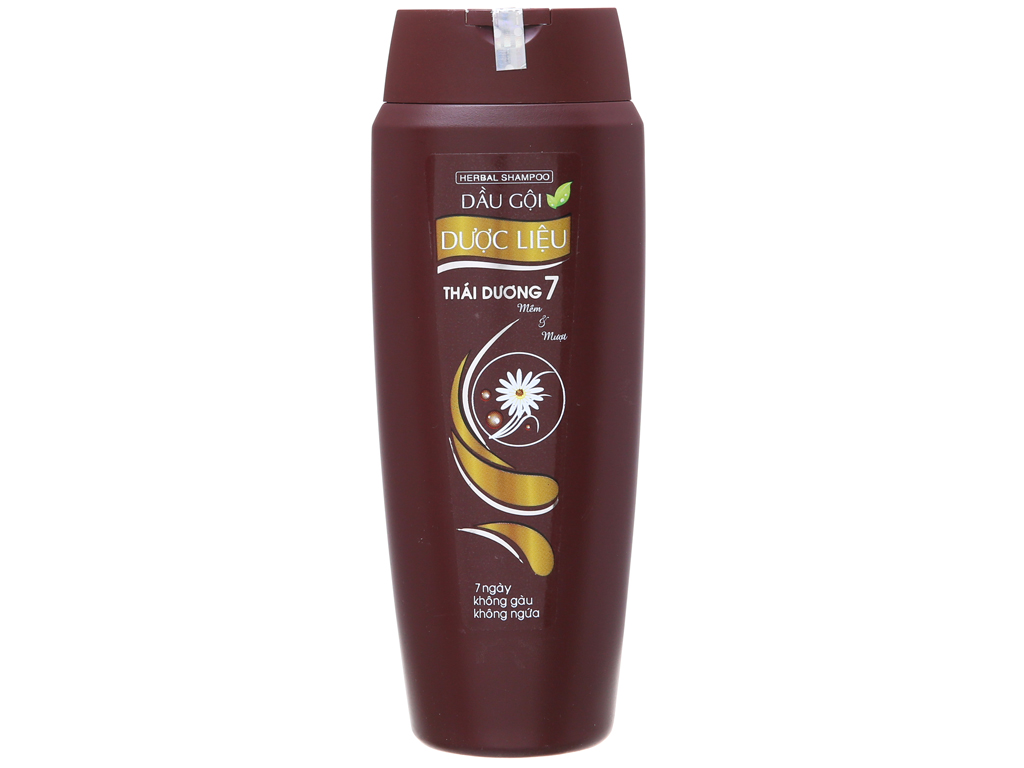 HERBAL SHAMPOO
DẦU GỘI
DƯỢC LIỆU
THÁI DƯƠNG 7
Mềm
&
Mượt
7 ngày
không gàu
không ngứa